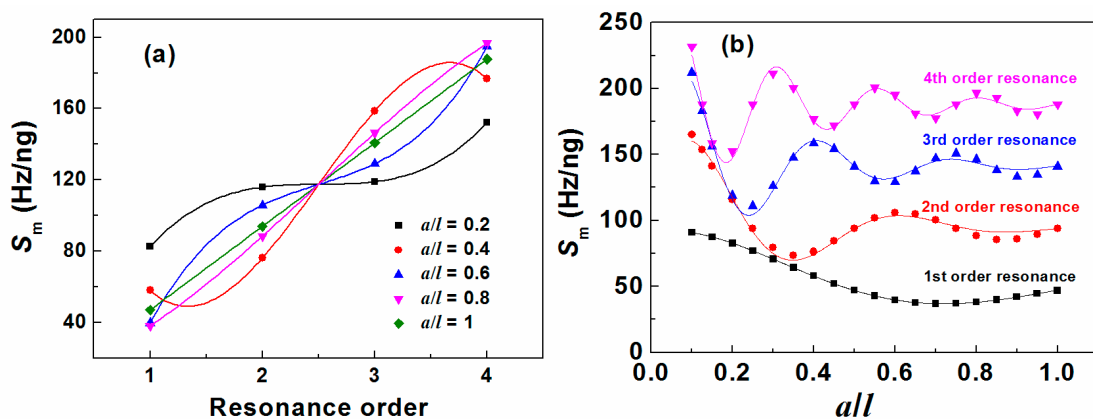 (a)
200
160
120
80
40
Sm (Hz/ng)
a/l = 0.2
a/l = 0.4
a/l = 0.6
a/l = 0.8
a/l = 1
1 2 3 4
Resonance order
(b)
250
200
150
100
50
0
Sm (Hz/ng)
4th order resonance
3rd order resonance
2nd order resonance
1st order resonance
0.0 0.2 0.4 0.6 0.8 1.0
a/l